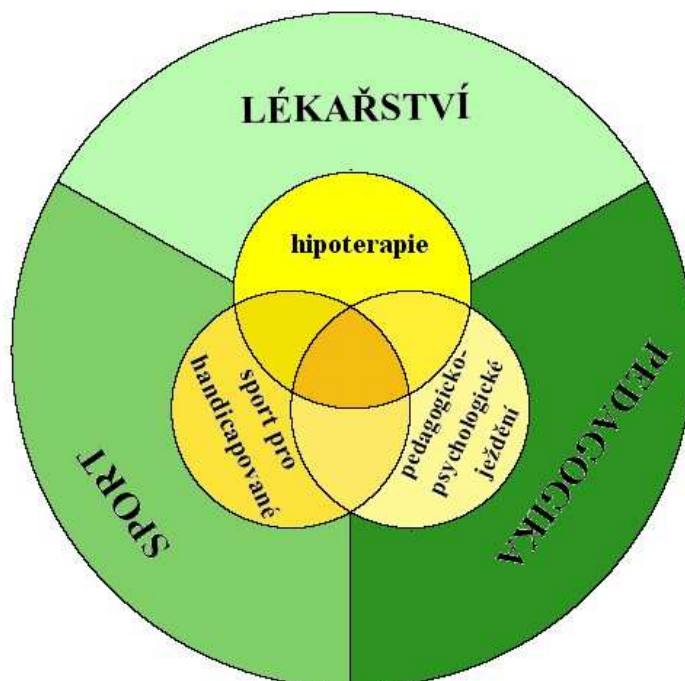 LÉKAŘSTVÍ
hipoterapie
sport pro
handicapované
pedagogicko-
psychologické
ježdění
SPORT
PEDAGOGIKA